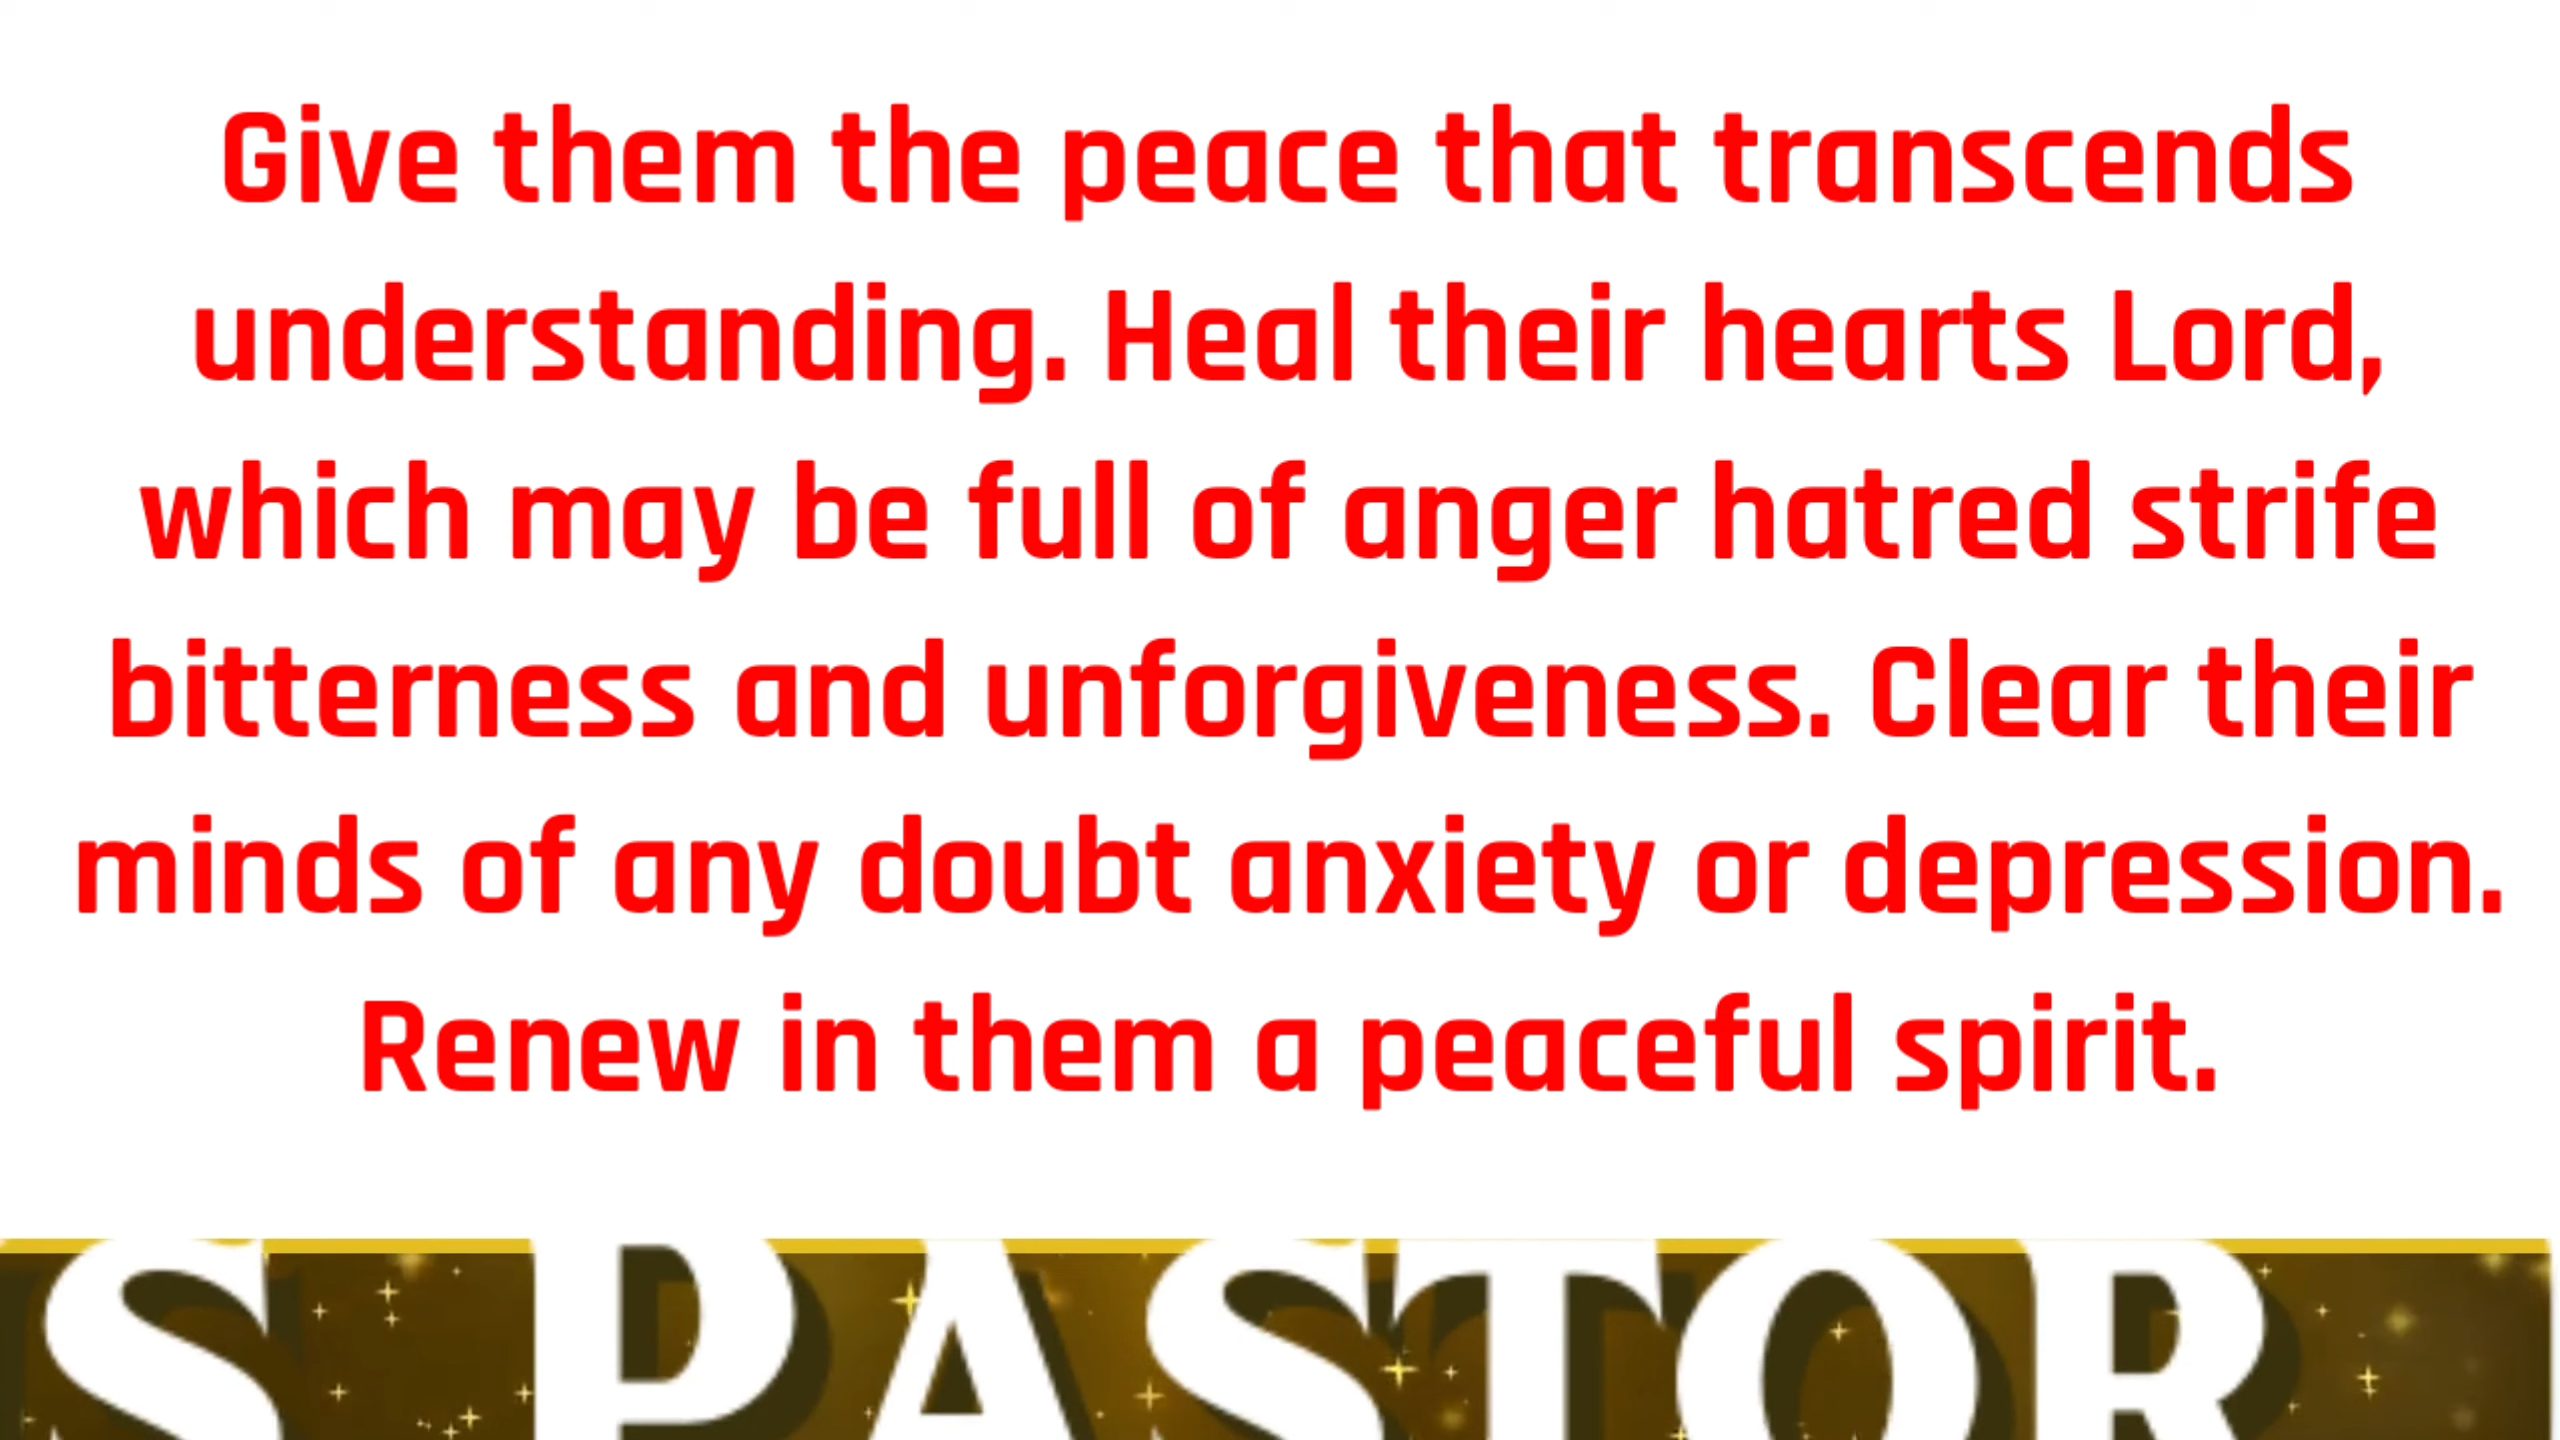 Give them the peace that transcends
understanding. Heal their hearts Lord,
which may be full of anger hatred strife
bitterness and unforgiveness. Clear their
minds of any doubt anxiety or depression.
Renew in them a peaceful spirit.
S PASTOR